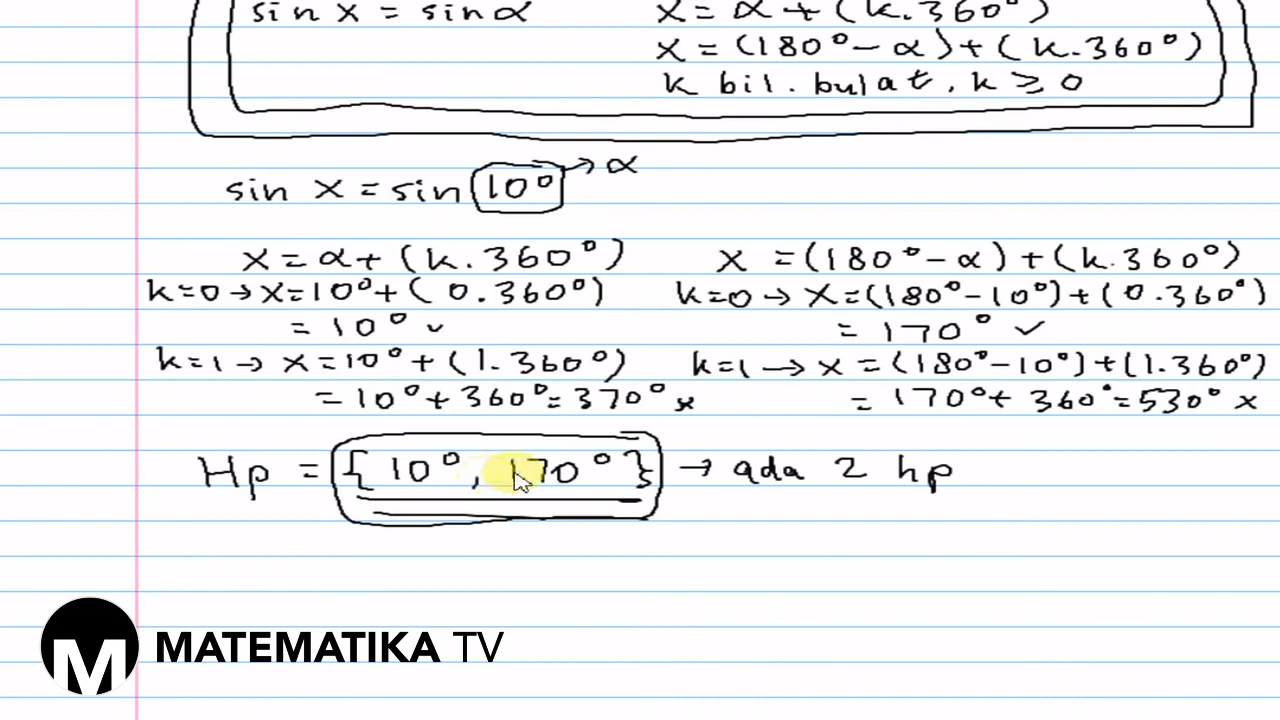 sin x = sin α x = α + (k.360°)
x = (180° - α) + (k.360°)
k bil. bulat, k ≥ 0
sin x = sin 10° → α
x = α + (k.360°) x = (180° - α) + (k.360°)
k=0 → x = 10° + (0.360°) k=0 → x = (180° - 10°) + (0.360°)
= 10° ✓ = 170° ✓
k=1 → x = 10° + (1.360°) k=1 → x = (180° - 10°) + (1.360°)
= 10° + 360° = 370° x = 170° + 360° = 530° x
Hp = {10°, 170°} → ada 2 hp
M MATEMATIKA TV